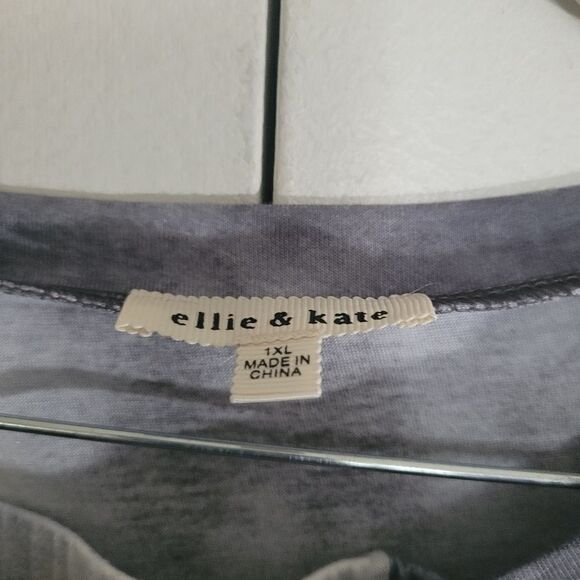 ellie & kate
1XL
MADE IN
CHINA